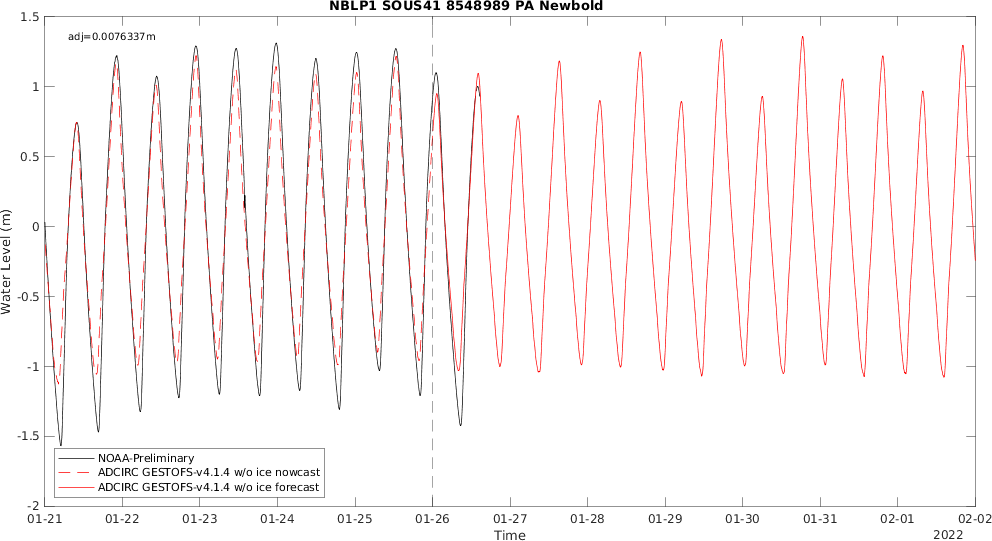 NBLP1 SOUS41 8548989 PA Newbold
adj=0.0076337m
1.5
1
0.5
0
-0.5
-1
-1.5
-2
Water Level (m)
NOAA-Preliminary
ADCIRC GESTOFS-v4.1.4 w/o ice nowcast
ADCIRC GESTOFS-v4.1.4 w/o ice forecast
01-21 01-22 01-23 01-24 01-25 01-26 01-27 01-28 01-29 01-30 01-31 02-01 02-02
Time
2022